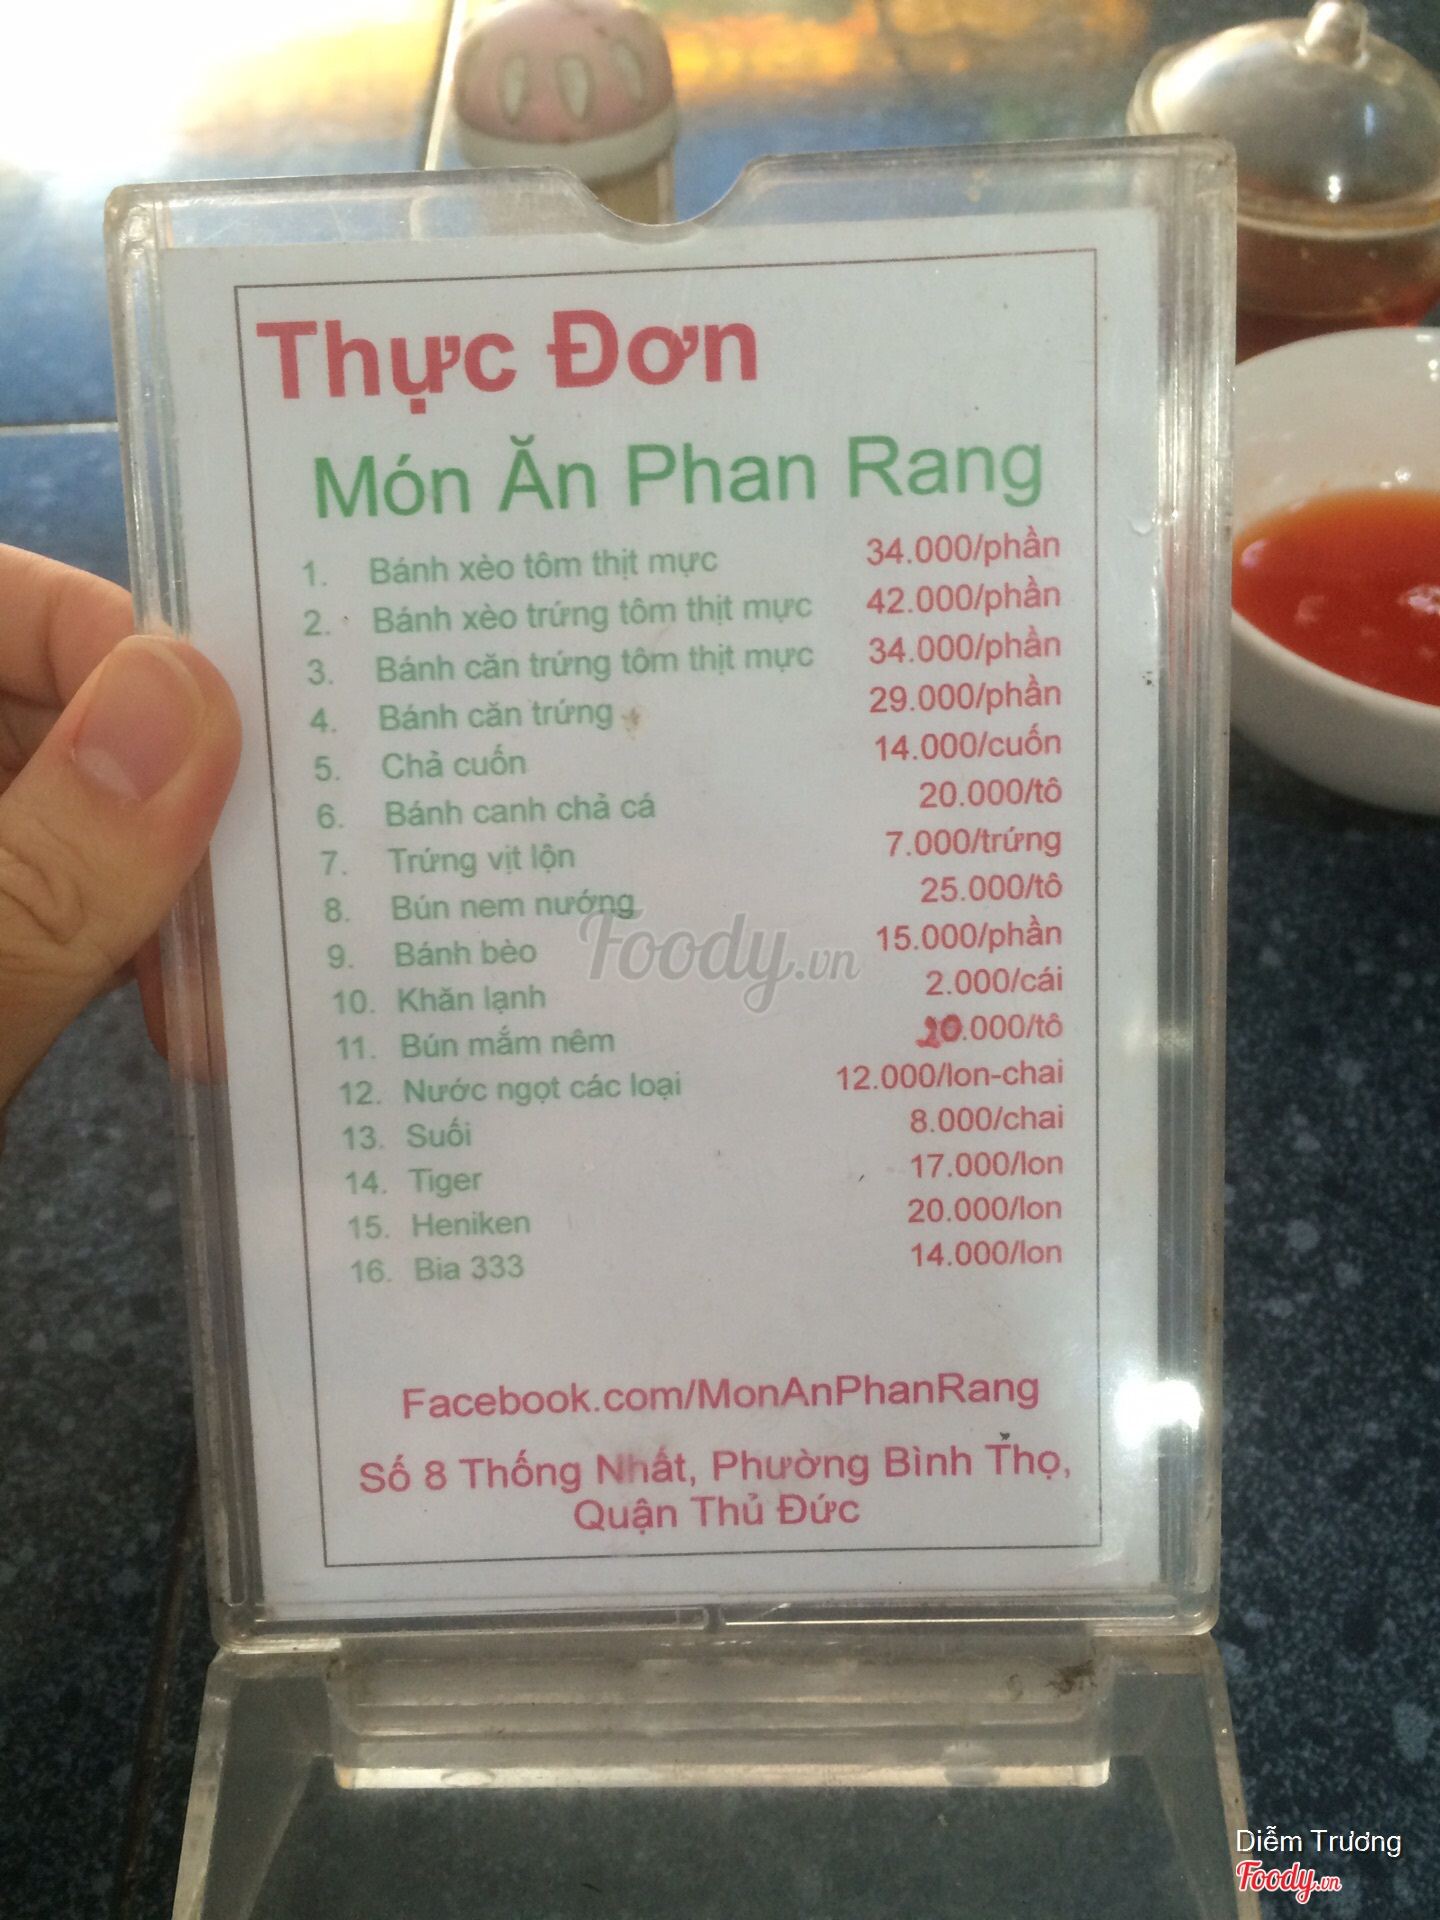 Thực Đơn
Món Ăn Phan Rang
1. Bánh xèo tôm thịt mực 34.000/phần
2. Bánh xèo trứng tôm thịt mực 42.000/phần
3. Bánh căn trứng tôm thịt mực 34.000/phần
4. Bánh căn trứng 29.000/phần
5. Chả cuốn 14.000/cuốn
6. Bánh canh chả cá 20.000/tô
7. Trứng vịt lộn 7.000/trứng
8. Bún nem nướng 25.000/tô
9. Bánh bèo 15.000/phần
10. Khăn lạnh 2.000/cái
11. Bún mắm nêm .000/tô
12. Nước ngọt các loại 12.000/lon-chai
13. Suối 8.000/chai
14. Tiger 17.000/lon
15. Heniken 20.000/lon
16. Bia 333 14.000/lon
Foody.vn
Facebook.com/MonAnPhanRang
Số 8 Thống Nhất, Phường Bình Thọ,
Quận Thủ Đức
Diễm Trương
Foody.vn